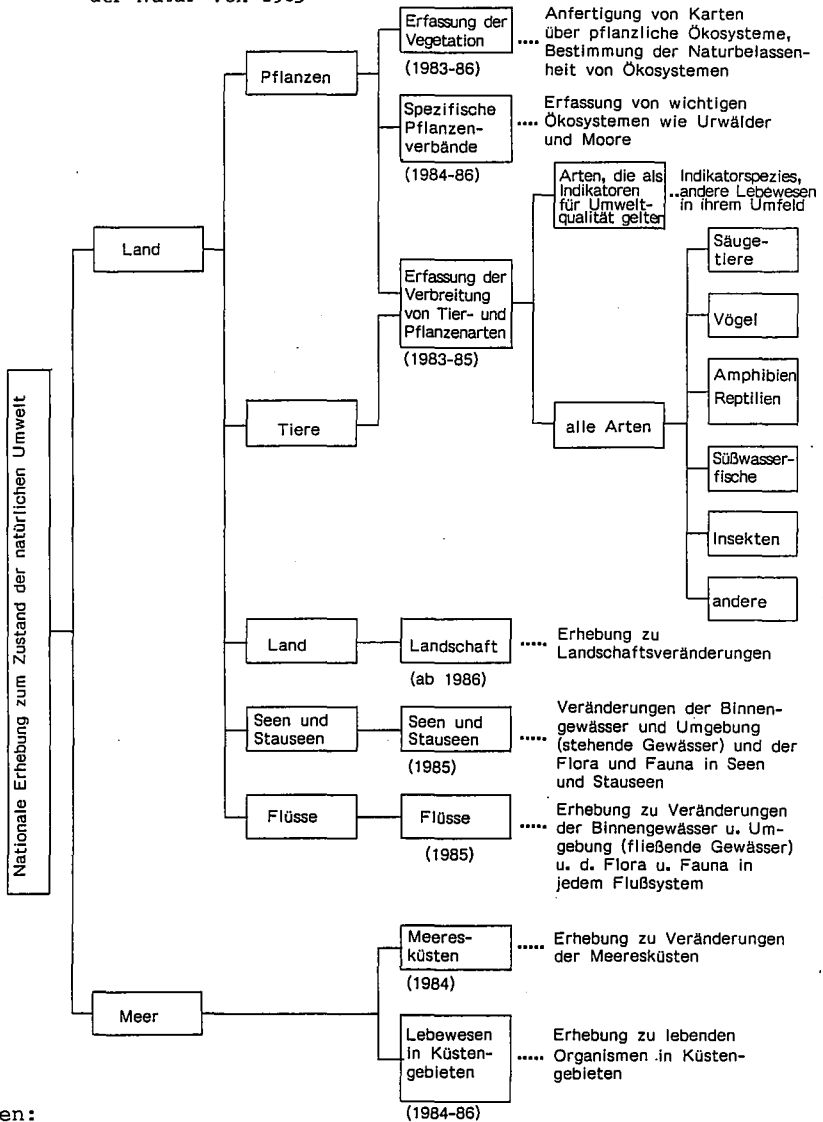 der Natur von 1983
Erfassung der
Vegetation
(1983-86)
.... Anfertigung von Karten
über pflanzliche Ökosysteme,
Bestimmung der Naturbelassen-
heit von Ökosystemen
Pflanzen
Spezifische
Pflanzen-
verbände
(1984-86)
.... Erfassung von wichtigen
Ökosystemen wie Urwälder
und Moore
Arten, die als
Indikatoren
für Umwelt-
qualität gelten
.. Indikatorspezies,
andere Lebewesen
in ihrem Umfeld
Land
Säuge-
tiere
Erfassung der
Verbreitung
von Tier- und
Pflanzenarten
(1983-85)
Vögel
Amphibien
Reptilien
Tiere
alle Arten
Süßwasser-
fische
Insekten
andere
Nationale Erhebung zum Zustand der natürlichen Umwelt
Land
Landschaft
(ab 1986)
..... Erhebung zu
Landschaftsveränderungen
Seen und
Stauseen
Seen und
Stauseen
(1985)
..... Veränderungen der Binnen-
gewässer und Umgebung
(stehende Gewässer) und der
Flora und Fauna in Seen
und Stauseen
Flüsse
Flüsse
(1985)
..... Erhebung zu Veränderungen
der Binnengewässer u. Um-
gebung (fließende Gewässer)
u. d. Flora u. Fauna in
jedem Flußsystem
Meeres-
küsten
(1984)
..... Erhebung zu Veränderungen
der Meeresküsten
Meer
Lebewesen
in Küsten-
gebieten
(1984-86)
..... Erhebung zu lebenden
Organismen in Küsten-
gebieten
en: